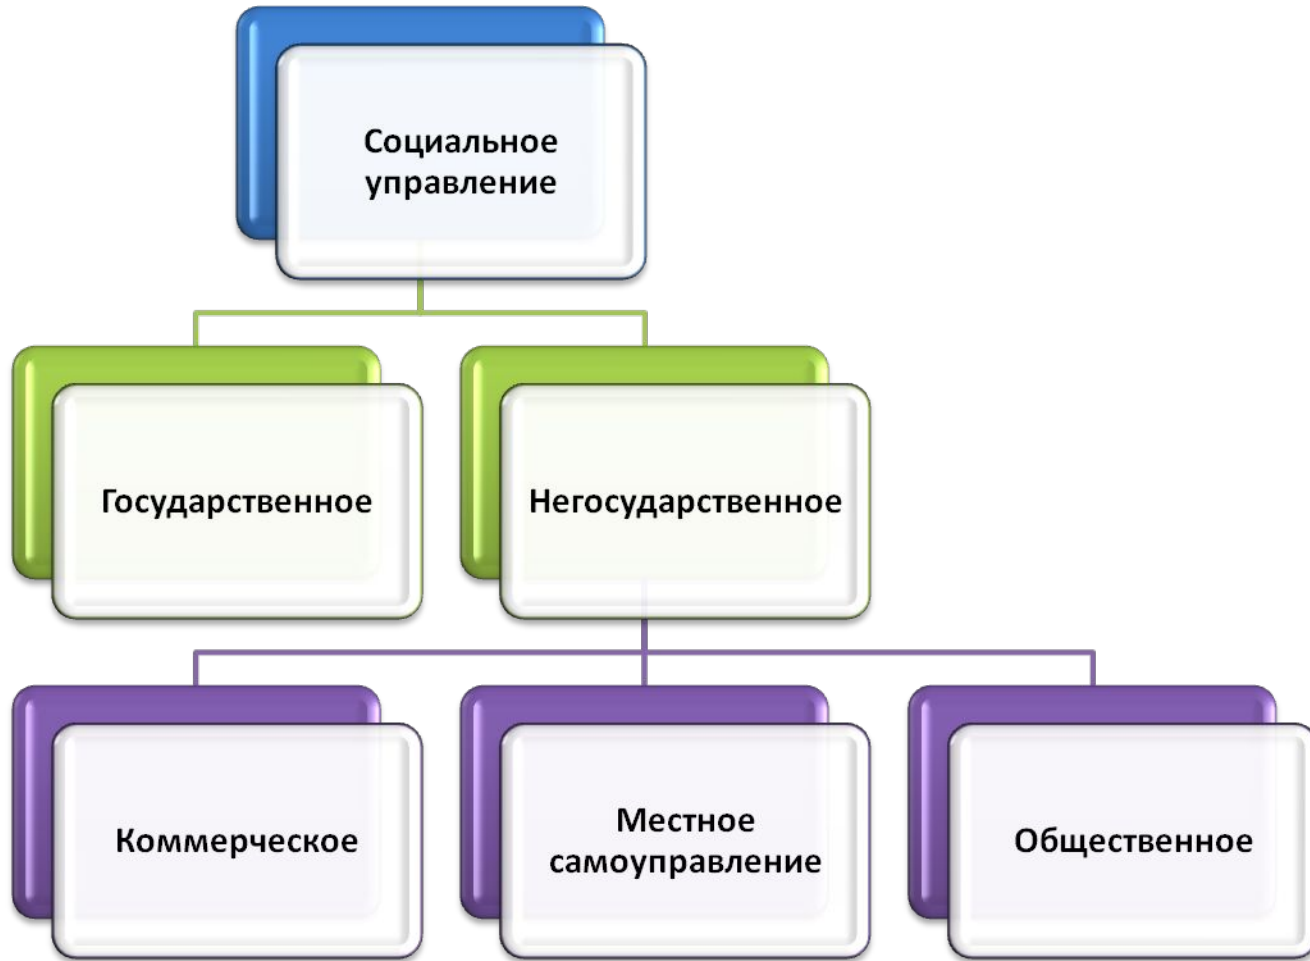 Социальное
управление
Государственное
Негосударственное
Коммерческое
Местное
самоуправление
Общественное